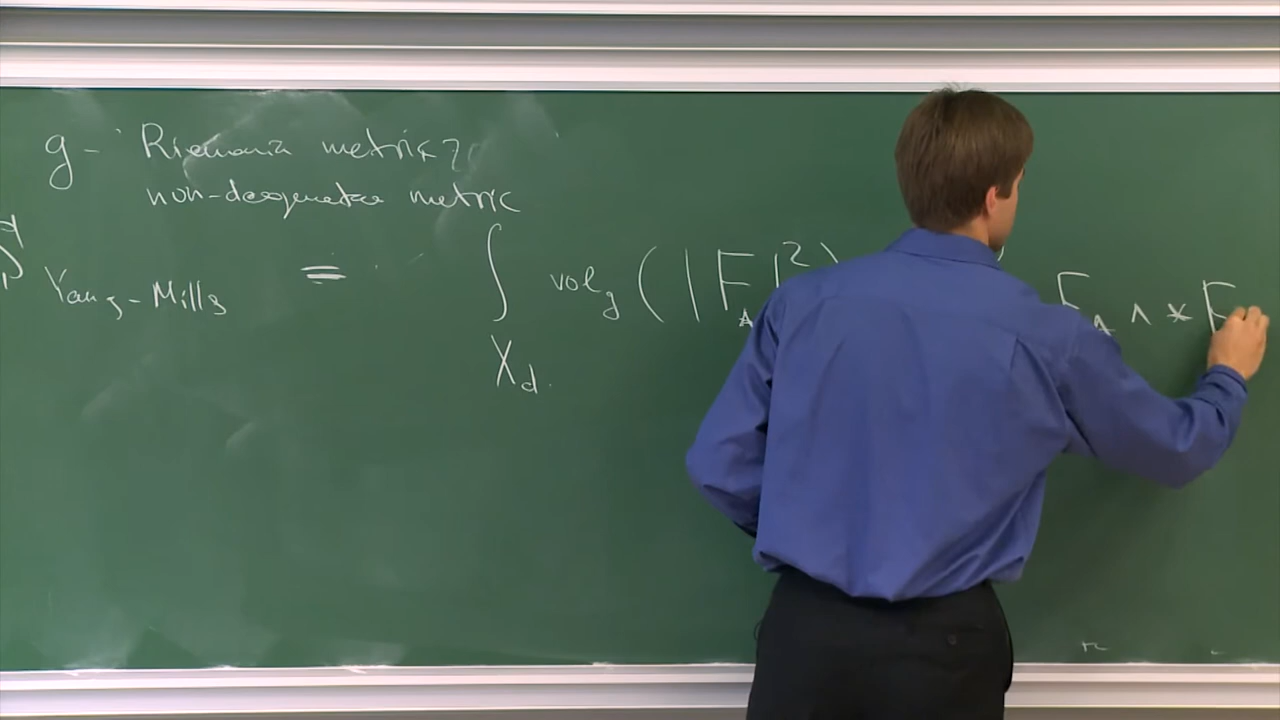 g - Riemannian metric?
non-degenerate metric
Yang-Mills = ∫_{X_d} vol_g (|F_A|²) F_A ∧ * F